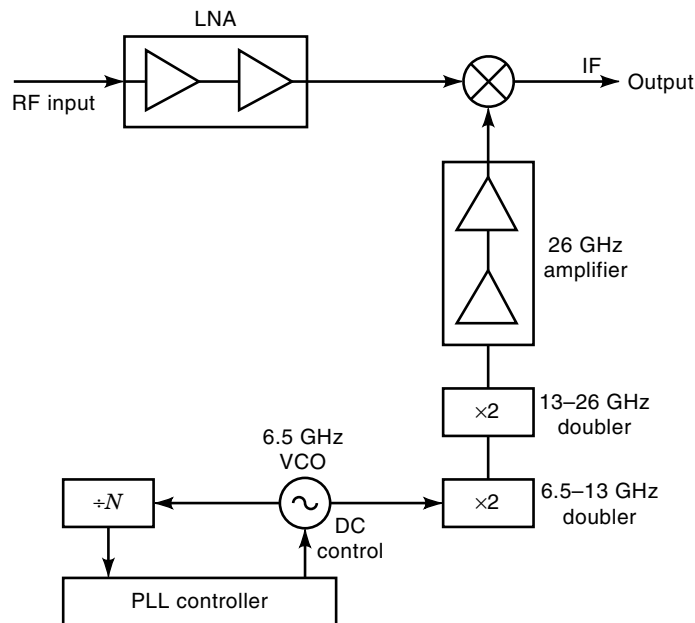 LNA
RF input
IF
Output
26 GHz
amplifier
×2
13–26 GHz
doubler
6.5 GHz
VCO
÷N
×2
6.5–13 GHz
doubler
DC
control
PLL controller